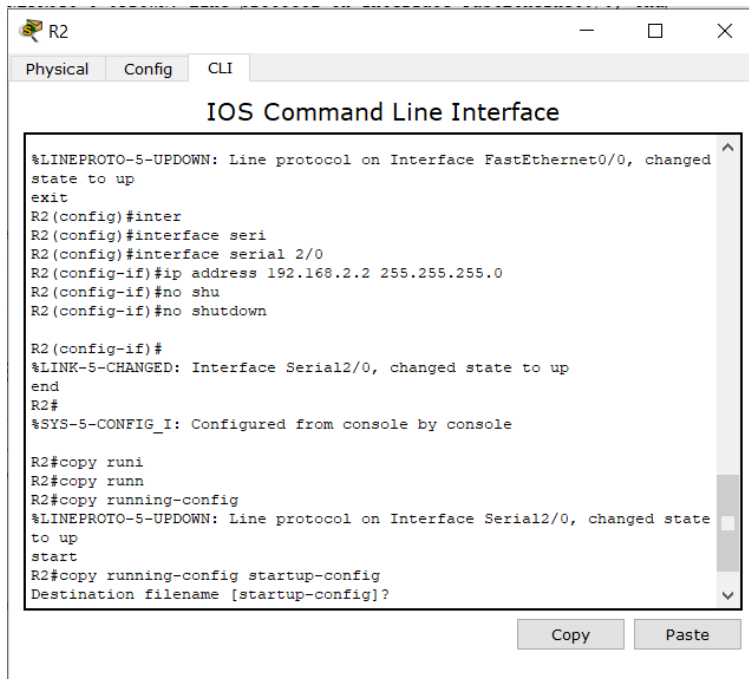 R2
Physical Config CLI
IOS Command Line Interface
%LINEPROTO-5-UPDOWN: Line protocol on Interface FastEthernet0/0, changed
state to up
exit
R2(config)#inter
R2(config)#interface seri
R2(config)#interface serial 2/0
R2(config-if)#ip address 192.168.2.2 255.255.255.0
R2(config-if)#no shu
R2(config-if)#no shutdown
R2(config-if)#
%LINK-5-CHANGED: Interface Serial2/0, changed state to up
end
R2#
%SYS-5-CONFIG_I: Configured from console by console
R2#copy runi
R2#copy runn
R2#copy running-config
%LINEPROTO-5-UPDOWN: Line protocol on Interface Serial2/0, changed state
to up
start
R2#copy running-config startup-config
Destination filename [startup-config]?
Copy Paste